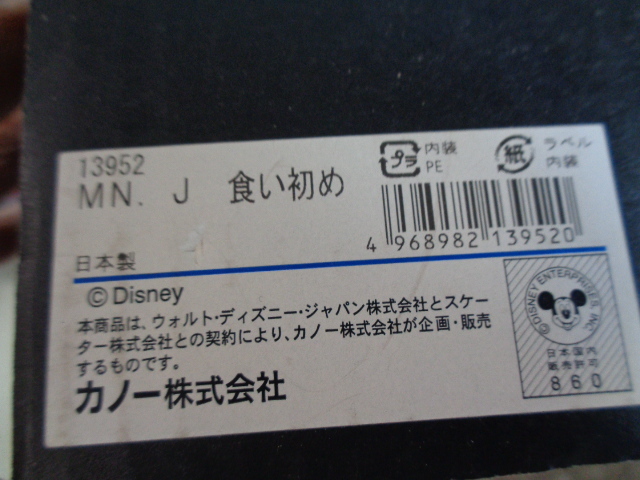 13952
MN. J 食い初め
プラ
内装
PE
紙
ラベル
内装
4 968982 139520
日本製
©Disney
本商品は、ウォルト・ディズニー・ジャパン株式会社とスケー
ター株式会社との契約により、カノー株式会社が企画・販売
するものです。
カノー株式会社
© DISNEY ENTERPRISES, INC.
日本国内
販売許可
860